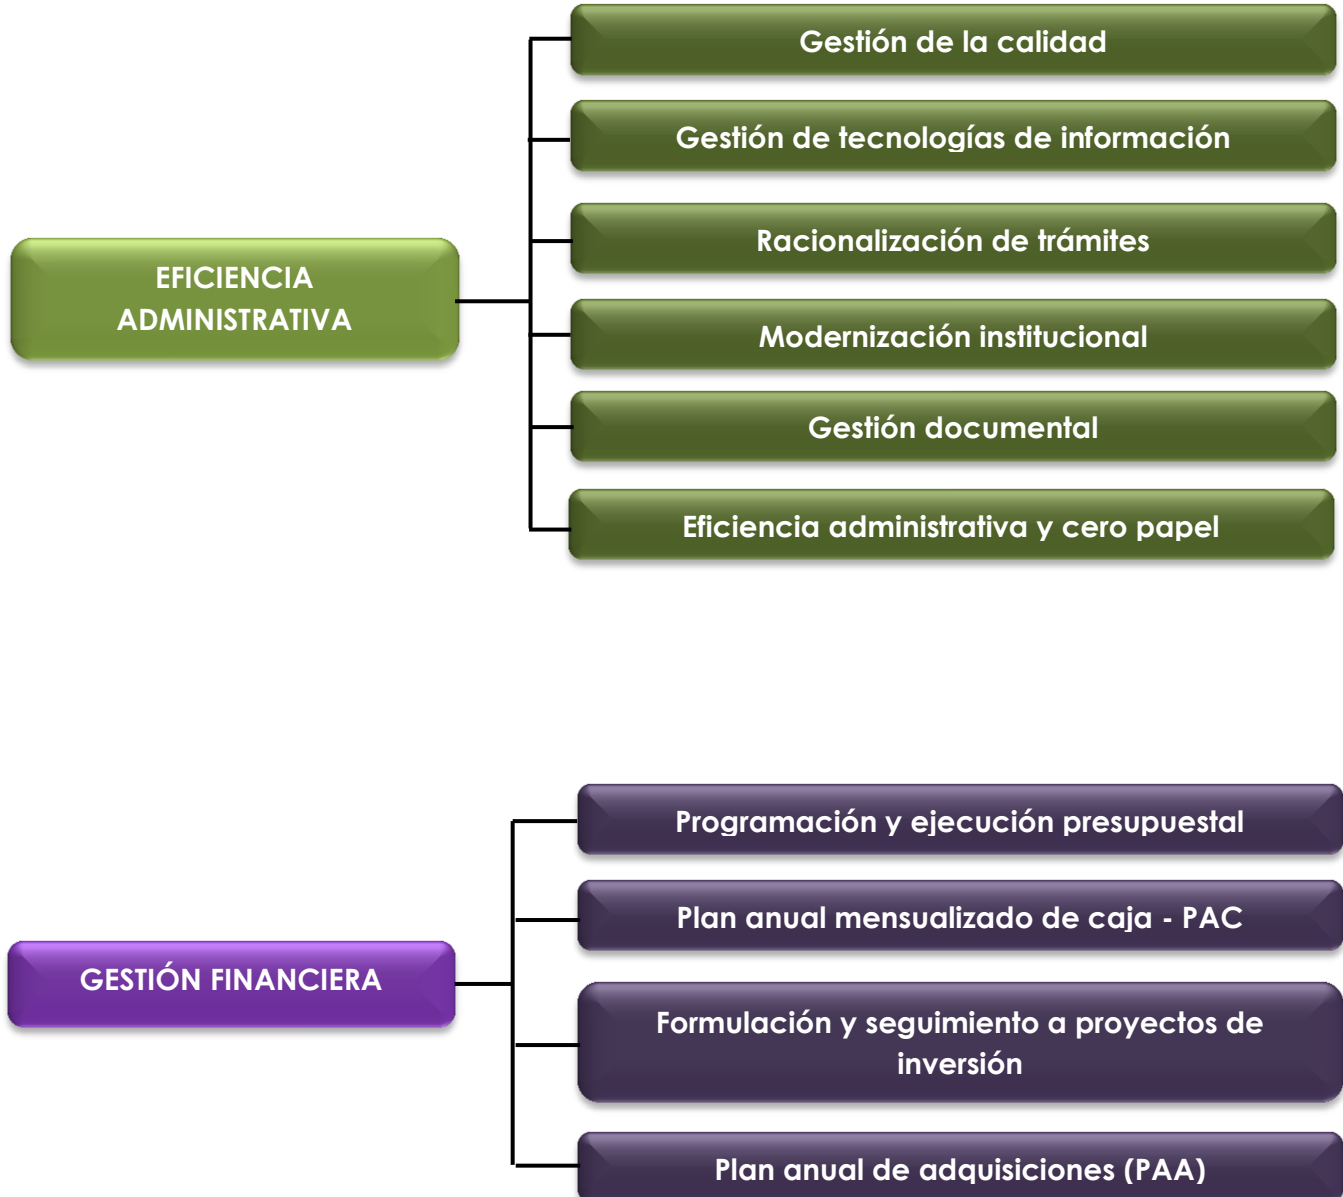 Gestión de la calidad
Gestión de tecnologías de información
Racionalización de trámites
EFICIENCIA
ADMINISTRATIVA
Modernización institucional
Gestión documental
Eficiencia administrativa y cero papel
Programación y ejecución presupuestal
Plan anual mensualizado de caja - PAC
GESTIÓN FINANCIERA
Formulación y seguimiento a proyectos de
inversión
Plan anual de adquisiciones (PAA)